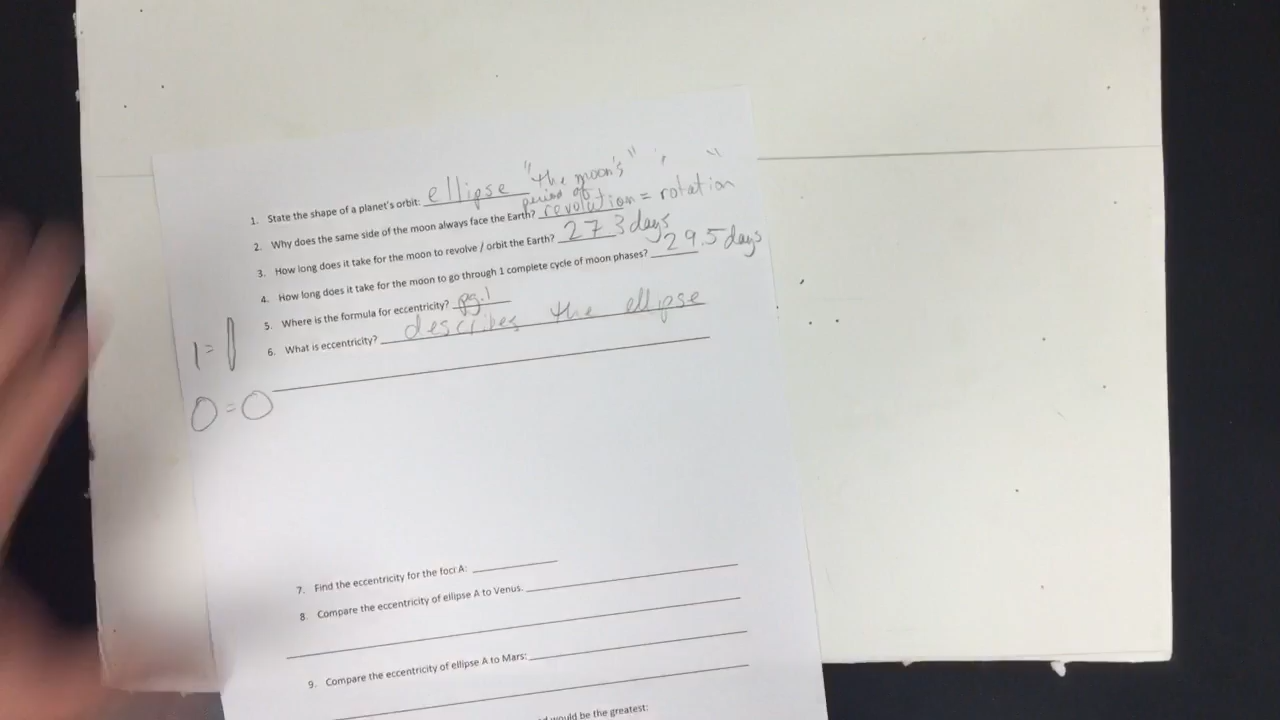 "the moon's" " "
1. State the shape of a planet's orbit: ellipse
period of
2. Why does the same side of the moon always face the Earth? revolution = rotation
3. How long does it take for the moon to revolve / orbit the Earth? 27 3 days
4. How long does it take for the moon to go through 1 complete cycle of moon phases? 29.5 days
5. Where is the formula for eccentricity? pg.1
6. What is eccentricity? describes the ellipse
1 =
0 = 0
7. Find the eccentricity for the foci A:
8. Compare the eccentricity of ellipse A to Venus.
9. Compare the eccentricity of ellipse A to Mars:
would be the greatest: